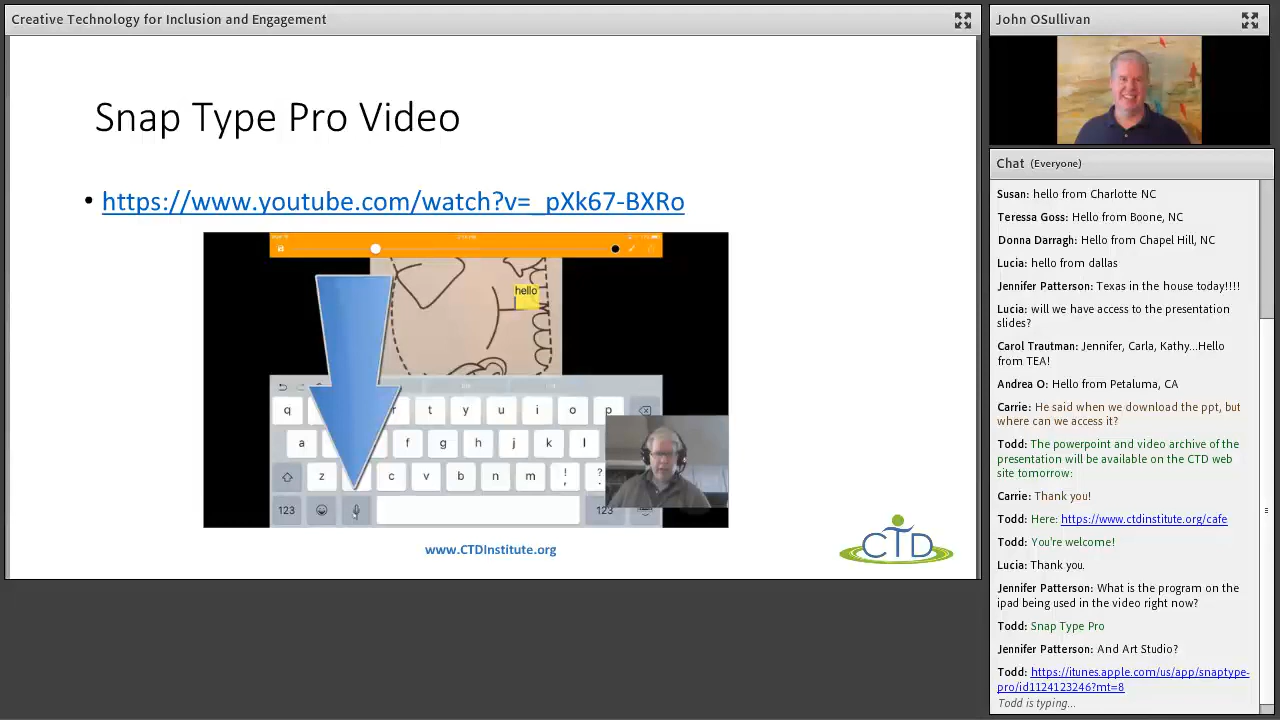 Creative Technology for Inclusion and Engagement
Snap Type Pro Video
• https://www.youtube.com/watch?v=_pXk67-BXRo
hello
q r t y u i o p
a f g h j k l
z c v b n m ! ?
123 123
www.CTDInstitute.org
CTD
John OSullivan
Chat (Everyone)
Susan: hello from Charlotte NC
Teressa Goss: Hello from Boone, NC
Donna Darragh: Hello from Chapel Hill, NC
Lucia: hello from dallas
Jennifer Patterson: Texas in the house today!!!!
Lucia: will we have access to the presentation
slides?
Carol Trautman: Jennifer, Carla, Kathy...Hello
from TEA!
Andrea O: Hello from Petaluma, CA
Carrie: He said when we download the ppt, but
where can we access it?
Todd: The powerpoint and video archive of the
presentation will be available on the CTD web
site tomorrow:
Carrie: Thank you!
Todd: Here: https://www.ctdinstitute.org/cafe
Todd: You're welcome!
Lucia: Thank you.
Jennifer Patterson: What is the program on the
ipad being used in the video right now?
Todd: Snap Type Pro
Jennifer Patterson: And Art Studio?
Todd: https://itunes.apple.com/us/app/snaptype-
pro/id1124123246?mt=8
Todd is typing...